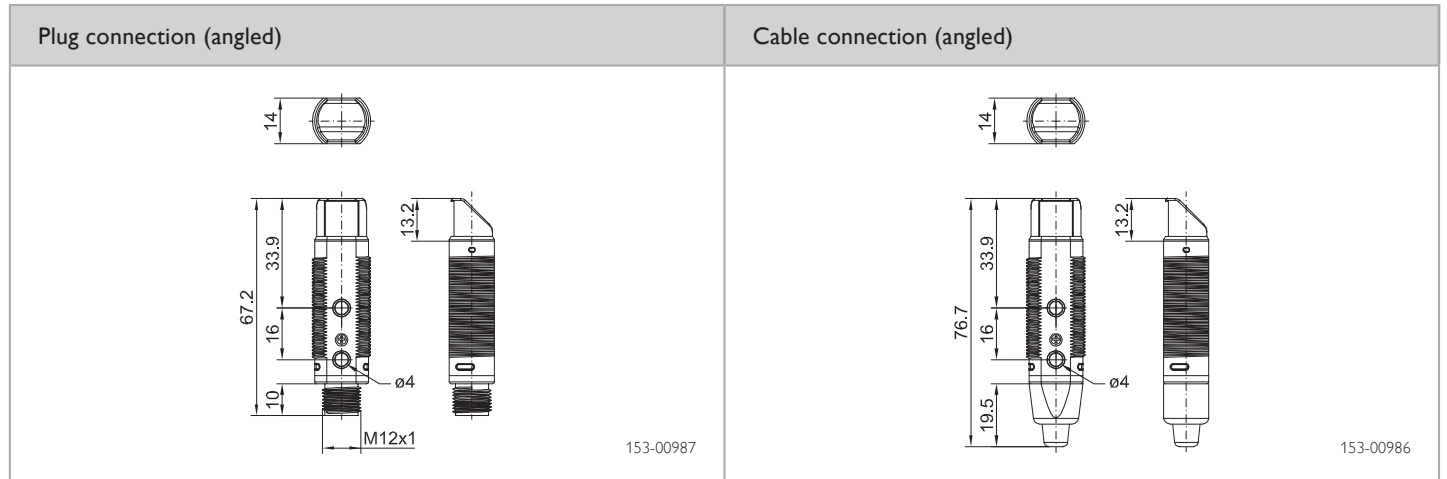 Plug connection (angled)
Cable connection (angled)
14
67.2
33.9
16
10
13.2
ø4
M12x1
153-00987
14
76.7
33.9
16
19.5
13.2
ø4
153-00986